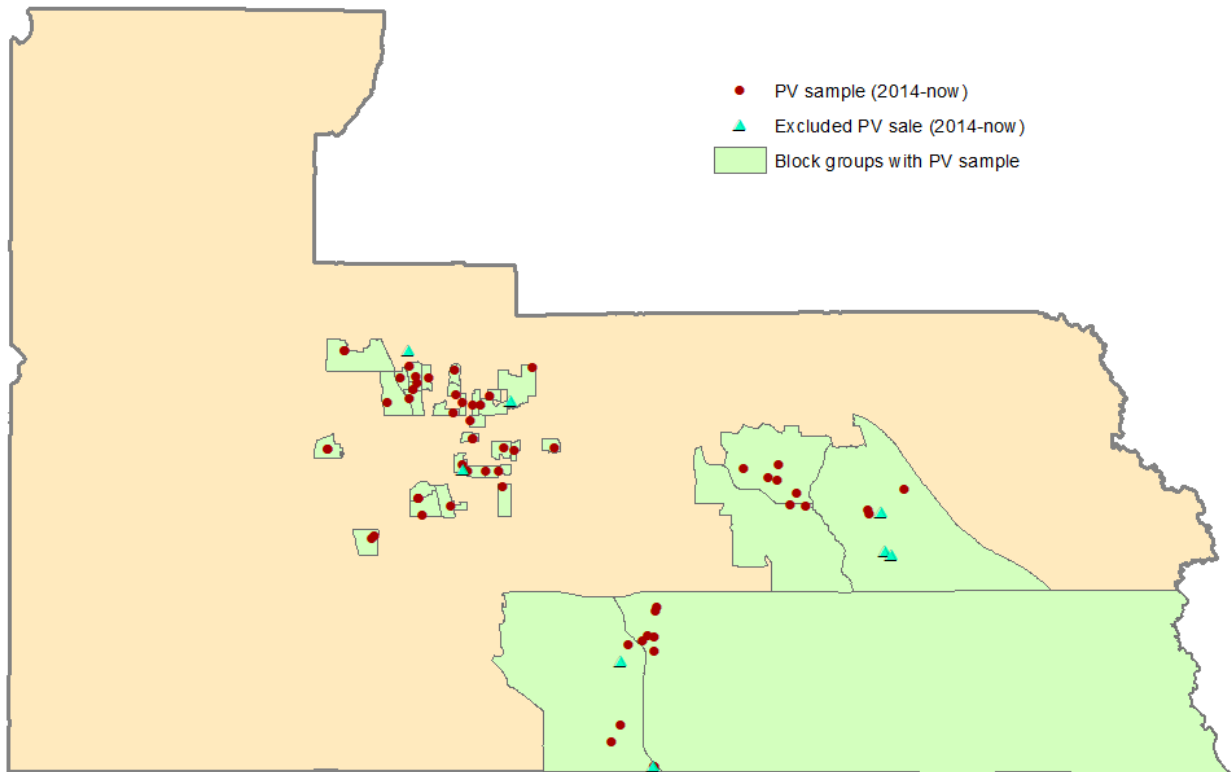 PV sample (2014-now)
Excluded PV sale (2014-now)
Block groups with PV sample